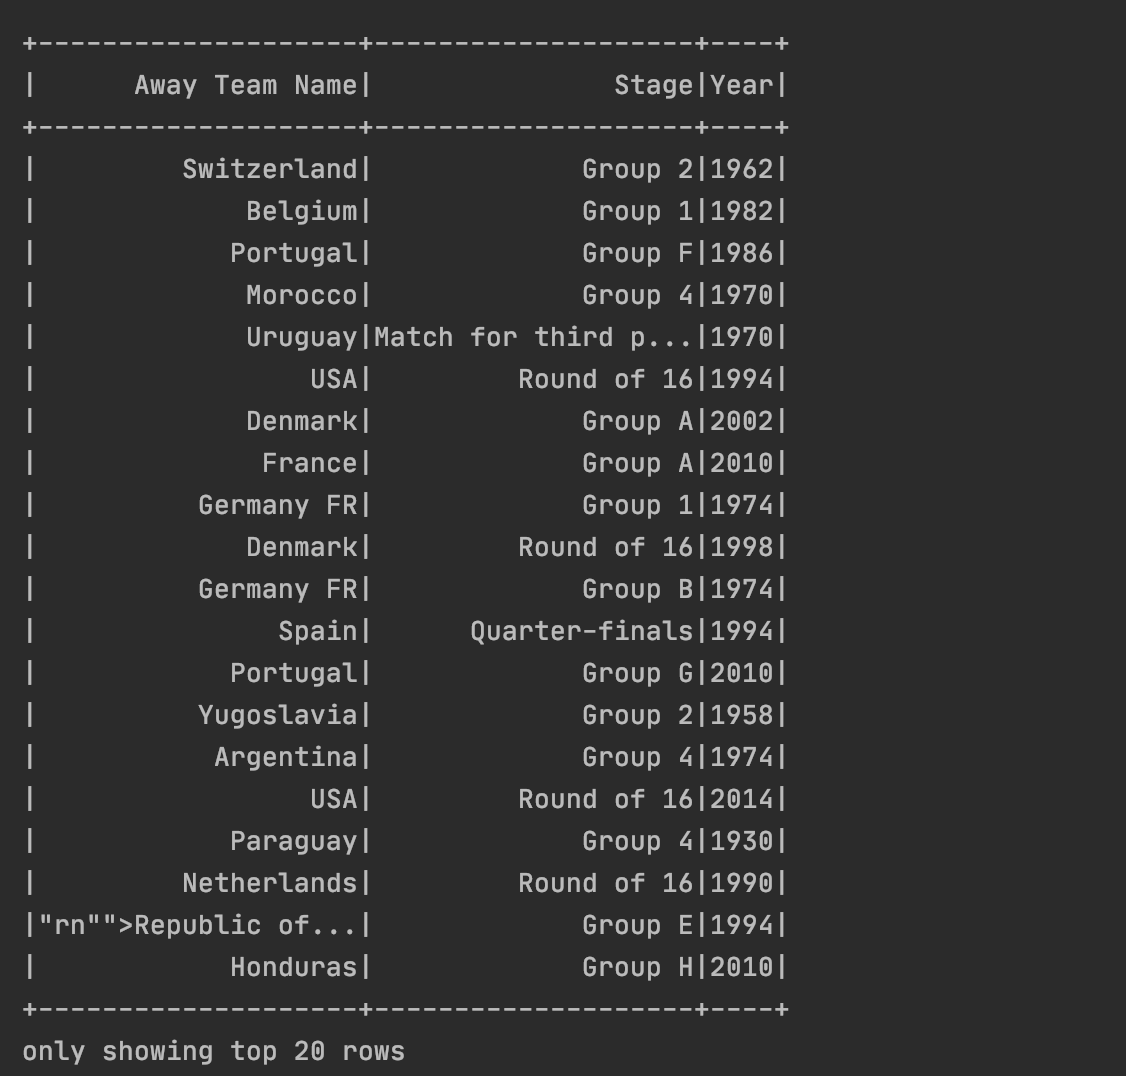 +--------------------+--------------------+----+
|      Away Team Name|               Stage|Year|
+--------------------+--------------------+----+
|         Switzerland|             Group 2|1962|
|             Belgium|             Group 1|1982|
|            Portugal|             Group F|1986|
|             Morocco|             Group 4|1970|
|             Uruguay|Match for third p...|1970|
|                 USA|         Round of 16|1994|
|             Denmark|             Group A|2002|
|              France|             Group A|2010|
|          Germany FR|             Group 1|1974|
|             Denmark|         Round of 16|1998|
|          Germany FR|             Group B|1974|
|               Spain|      Quarter-finals|1994|
|            Portugal|             Group G|2010|
|          Yugoslavia|             Group 2|1958|
|           Argentina|             Group 4|1974|
|                 USA|         Round of 16|2014|
|            Paraguay|             Group 4|1930|
|         Netherlands|         Round of 16|1990|
|"rn"">Republic of...|             Group E|1994|
|            Honduras|             Group H|2010|
+--------------------+--------------------+----+
only showing top 20 rows